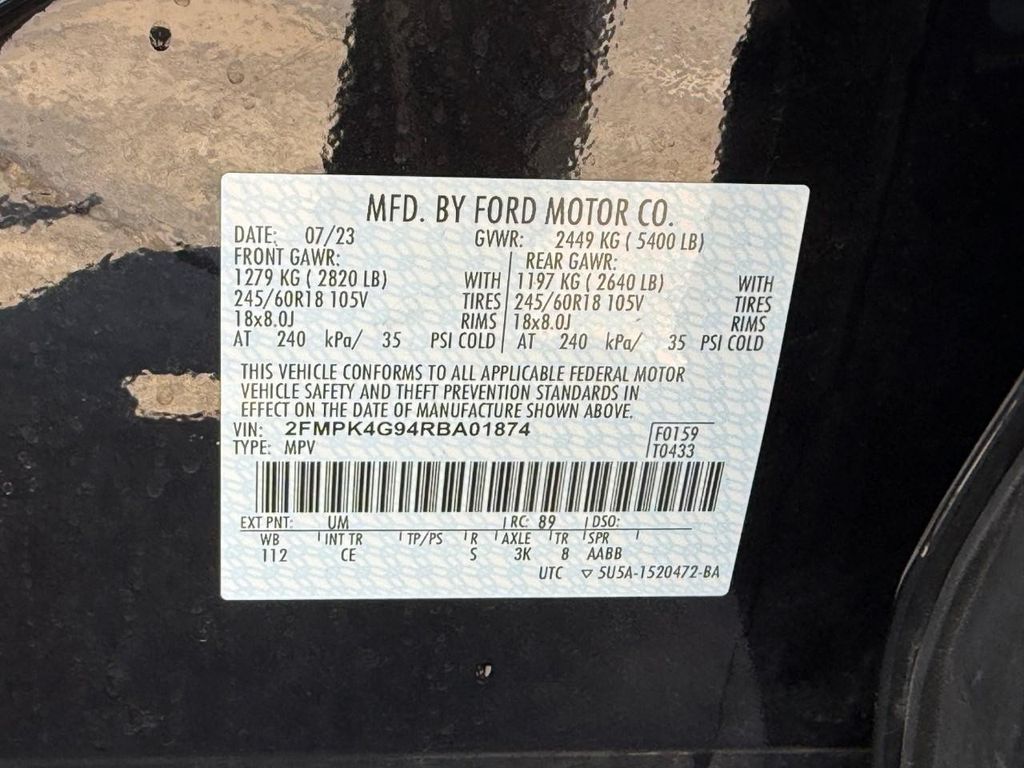 MFD. BY FORD MOTOR CO.
DATE: 07/23 GVWR: 2449 KG ( 5400 LB)
FRONT GAWR: REAR GAWR:
1279 KG ( 2820 LB) WITH 1197 KG ( 2640 LB) WITH
245/60R18 105V TIRES 245/60R18 105V TIRES
18x8.0J RIMS 18x8.0J RIMS
AT 240 kPa/ 35 PSI COLD AT 240 kPa/ 35 PSI COLD
THIS VEHICLE CONFORMS TO ALL APPLICABLE FEDERAL MOTOR
VEHICLE SAFETY AND THEFT PREVENTION STANDARDS IN
EFFECT ON THE DATE OF MANUFACTURE SHOWN ABOVE.
VIN: 2FMPK4G94RBA01874 F0159
TYPE: MPV T0433
EXT PNT: UM RC: 89 DSO:
WB INT TR TP/PS R AXLE TR SPR
112 CE S 3K 8 AABB
UTC ▽ 5U5A-1520472-BA